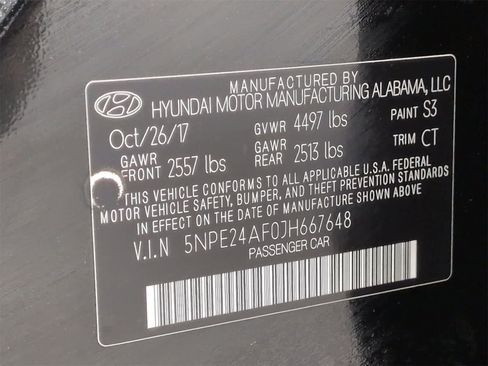 MANUFACTURED BY
HYUNDAI MOTOR MANUFACTURING ALABAMA, LLC
Oct/26/17 GVWR 4497 lbs PAINT S3
GAWR FRONT 2557 lbs GAWR REAR 2513 lbs TRIM CT
THIS VEHICLE CONFORMS TO ALL APPLICABLE U.S.A. FEDERAL
MOTOR VEHICLE SAFETY, BUMPER, AND THEFT PREVENTION STANDARDS
IN EFFECT ON THE DATE OF MANUFACTURE SHOWN ABOVE.
V.I.N 5NPE24AF0JH667648
PASSENGER CAR